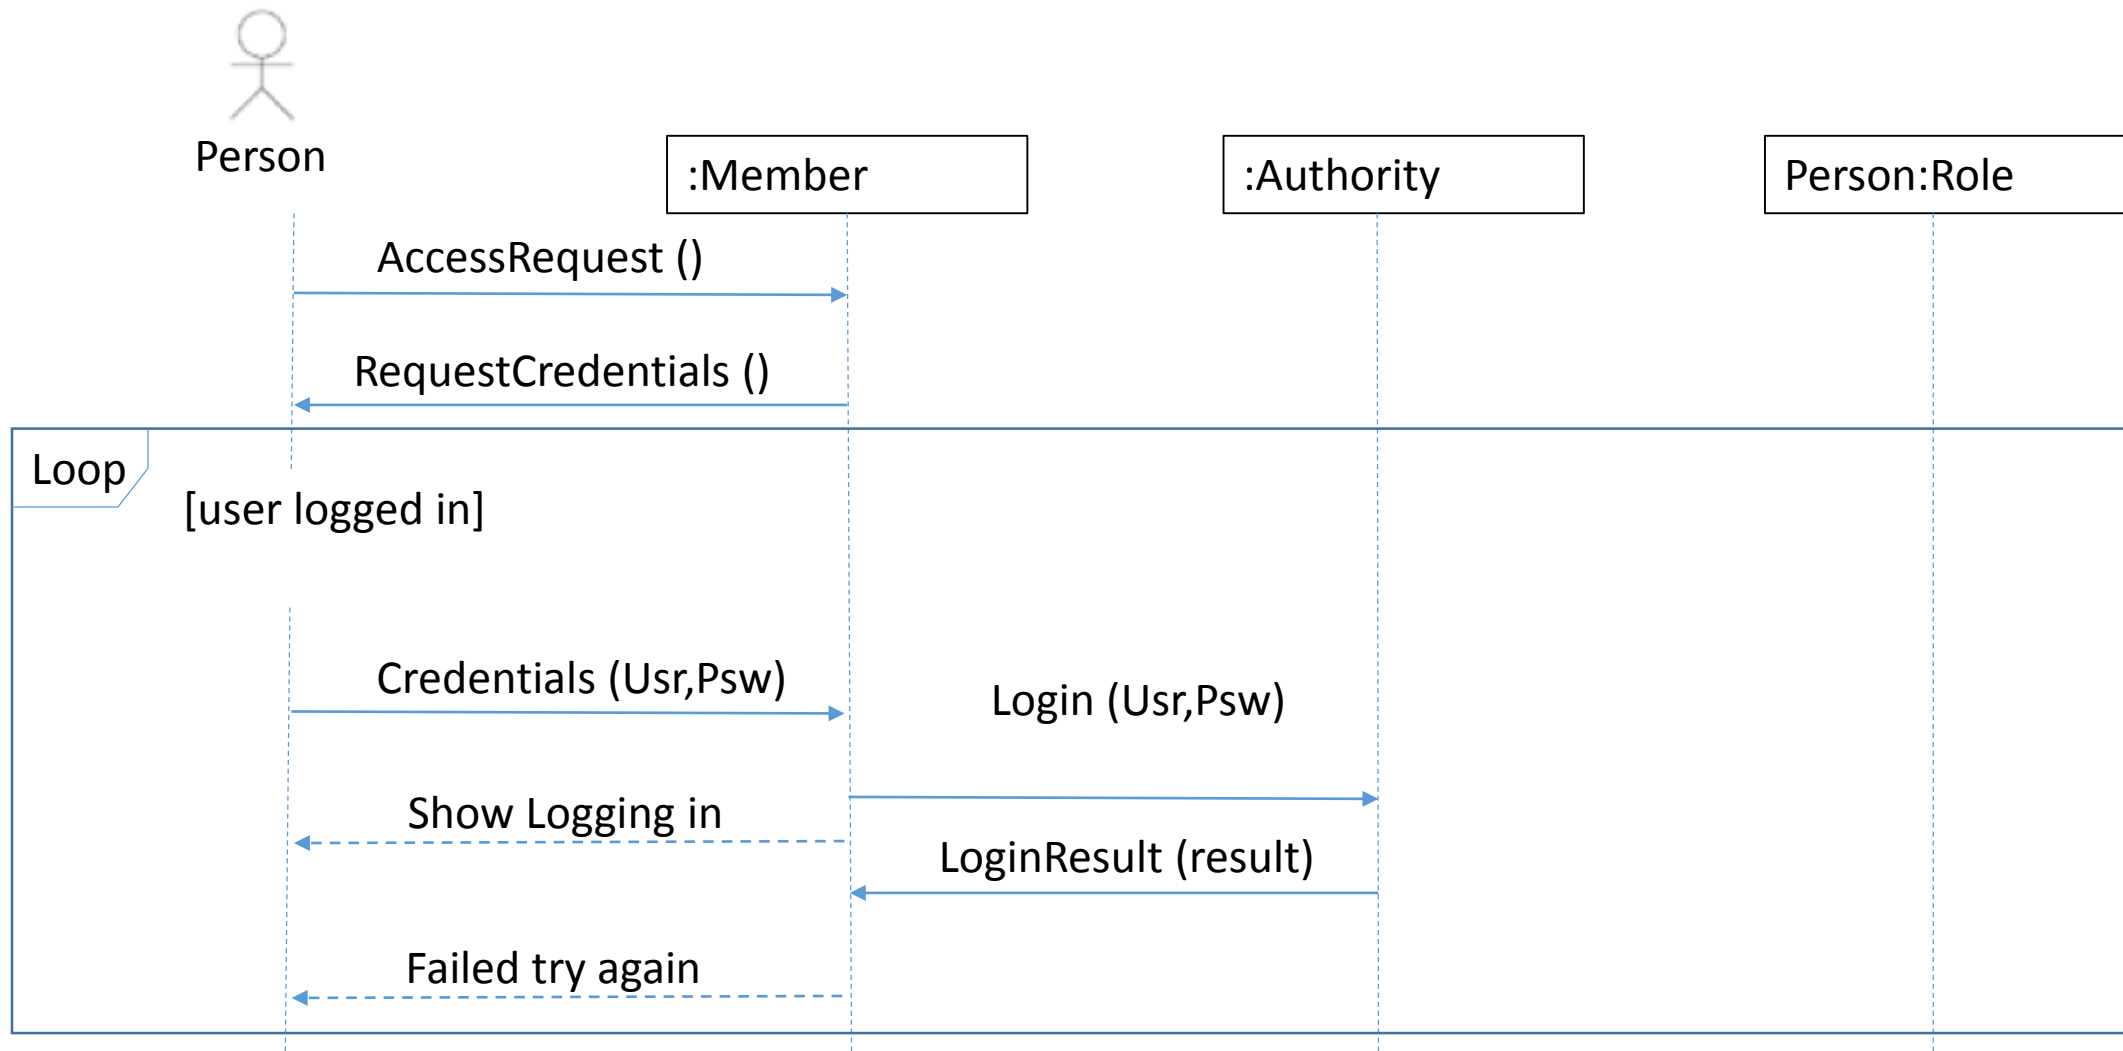 Person
:Member
:Authority
Person:Role
AccessRequest ()
RequestCredentials ()
Loop
[user logged in]
Credentials (Usr,Psw)
Login (Usr,Psw)
Show Logging in
LoginResult (result)
Failed try again